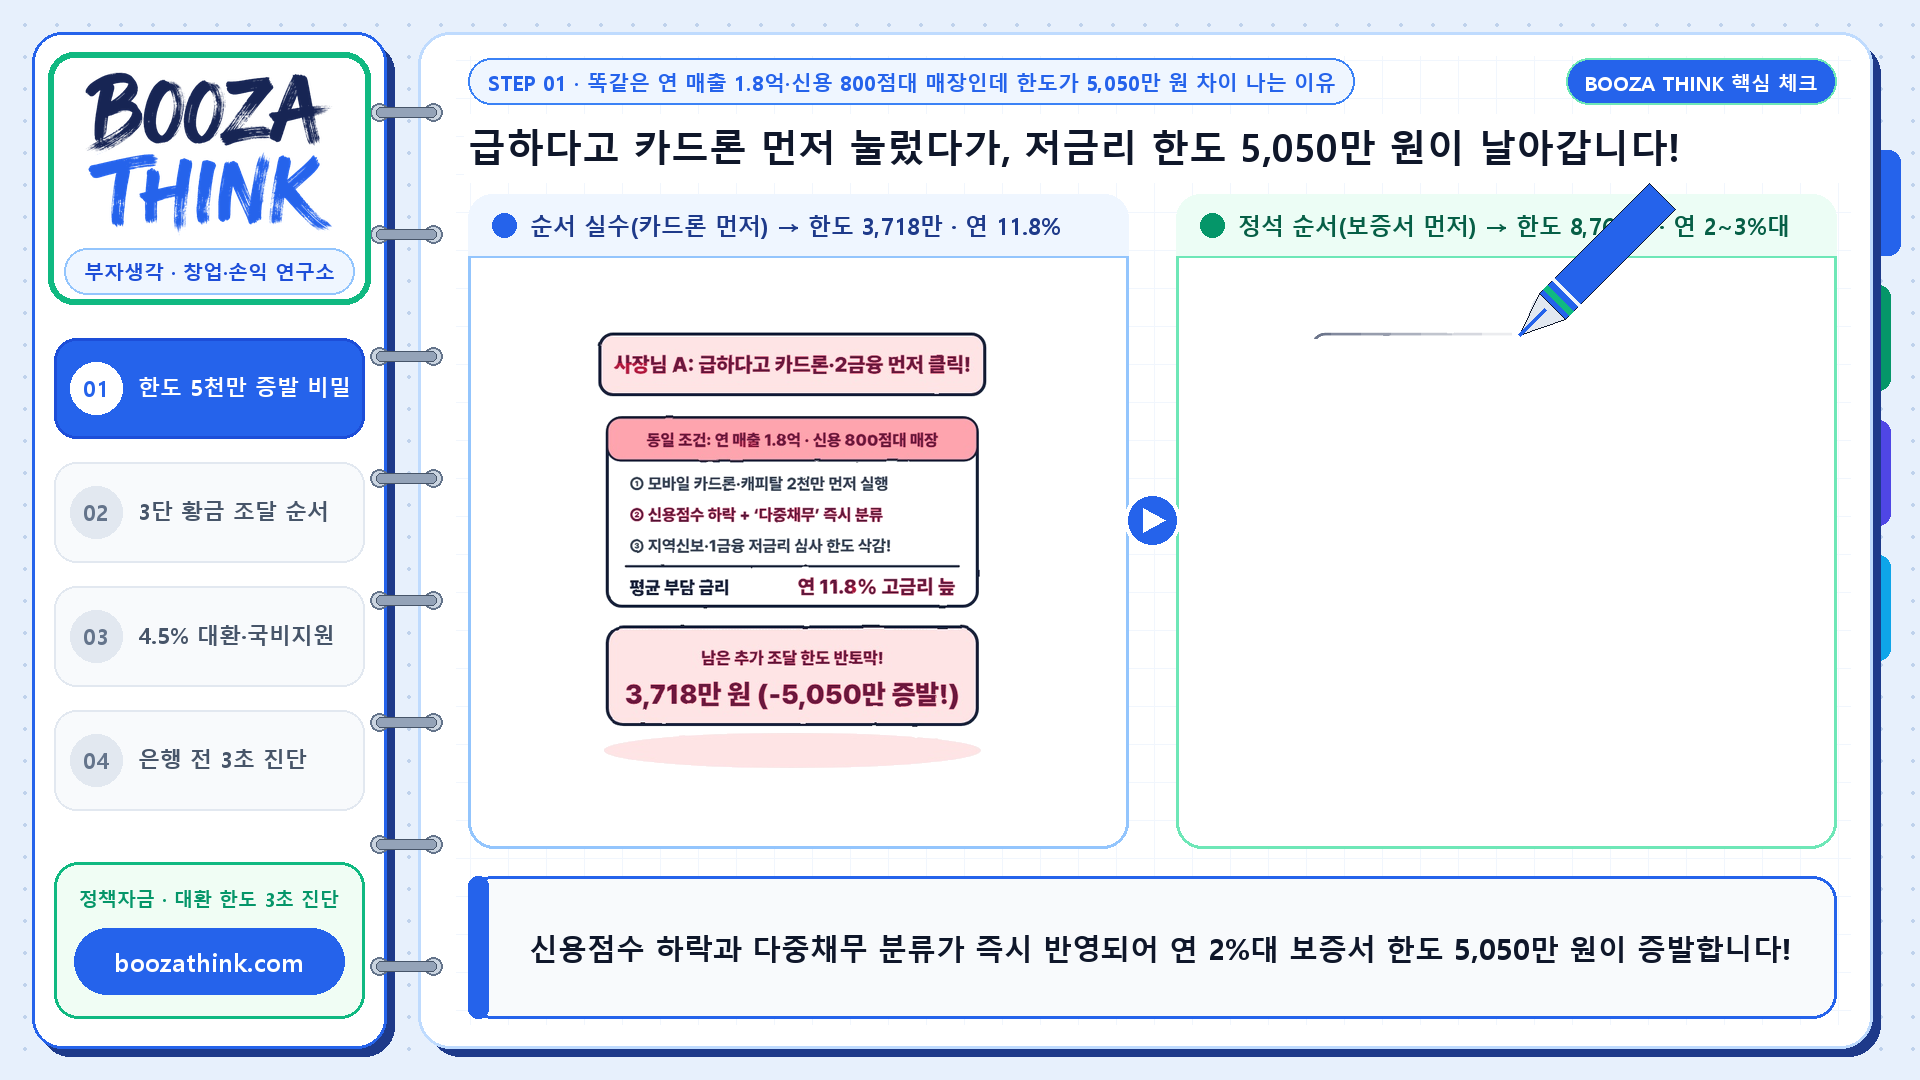 BOOZA
THINK
부자생각 · 창업·손익 연구소
01 한도 5천만 증발 비밀
02 3단 황금 조달 순서
03 4.5% 대환·국비지원
04 은행 전 3초 진단
정책자금 · 대환 한도 3초 진단
boozathink.com
STEP 01 · 똑같은 연 매출 1.8억·신용 800점대 매장인데 한도가 5,050만 원 차이 나는 이유
BOOZA THINK 핵심 체크
급하다고 카드론 먼저 눌렀다가, 저금리 한도 5,050만 원이 날아갑니다!
순서 실수(카드론 먼저) → 한도 3,718만 · 연 11.8%
사장님 A: 급하다고 카드론·2금융 먼저 클릭!
동일 조건: 연 매출 1.8억 · 신용 800점대 매장
① 모바일 카드론·캐피탈 2천만 먼저 실행
② 신용점수 하락 + ‘다중채무’ 즉시 분류
③ 지역신보·1금융 저금리 심사 한도 삭감!
평균 부담 금리 연 11.8% 고금리 늪
남은 추가 조달 한도 반토막!
3,718만 원 (-5,050만 증발!)
정석 순서(보증서 먼저) → 한도 · 연 2~3%대
신용점수 하락과 다중채무 분류가 즉시 반영되어 연 2%대 보증서 한도 5,050만 원이 증발합니다!